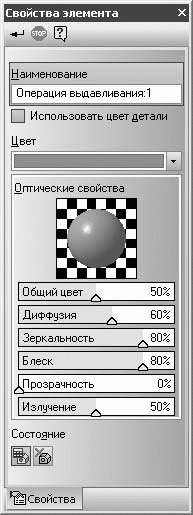 Свойства элемента
STOP
Наименование
Операция выдавливания:1
Использовать цвет детали
Цвет
Оптические свойства
Общий цвет 50%
Диффузия 60%
Зеркальность 80%
Блеск 80%
Прозрачность 0%
Излучение 50%
Состояние
Свойства